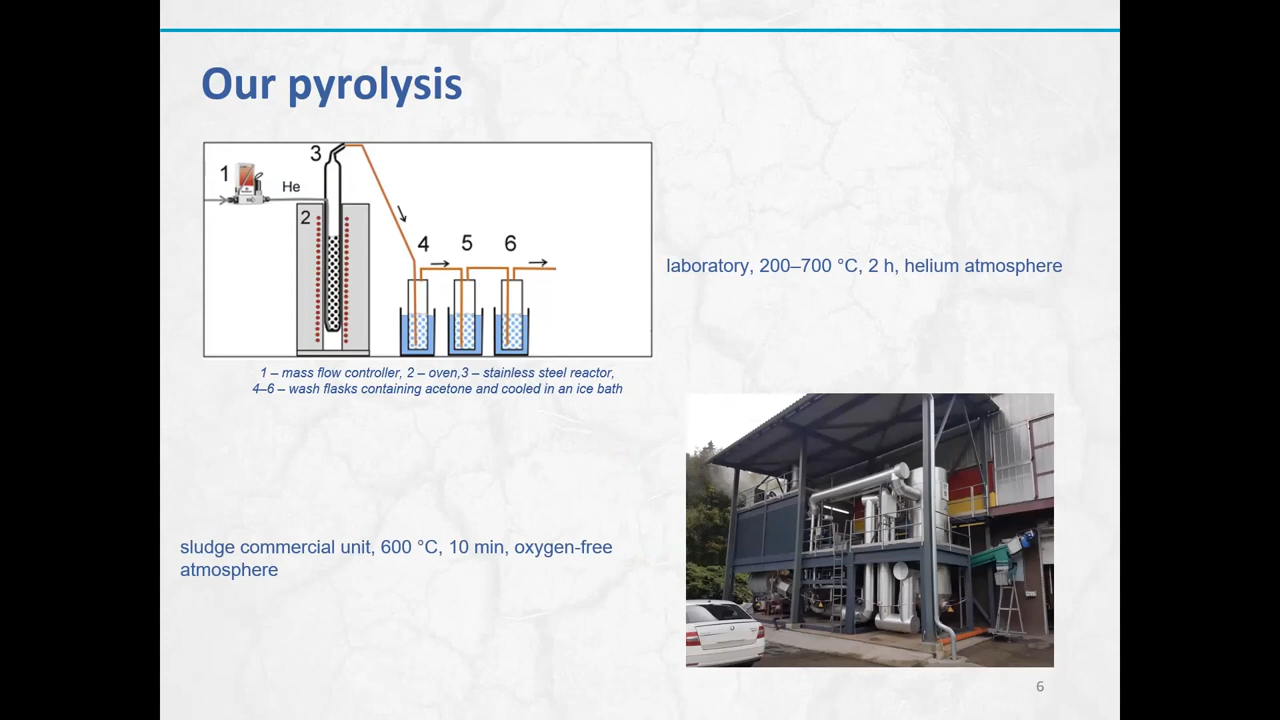 Our pyrolysis
1
He
2
3
4
5
6
laboratory, 200–700 °C, 2 h, helium atmosphere
1 – mass flow controller, 2 – oven,3 – stainless steel reactor,
4–6 – wash flasks containing acetone and cooled in an ice bath
sludge commercial unit, 600 °C, 10 min, oxygen-free
atmosphere
6